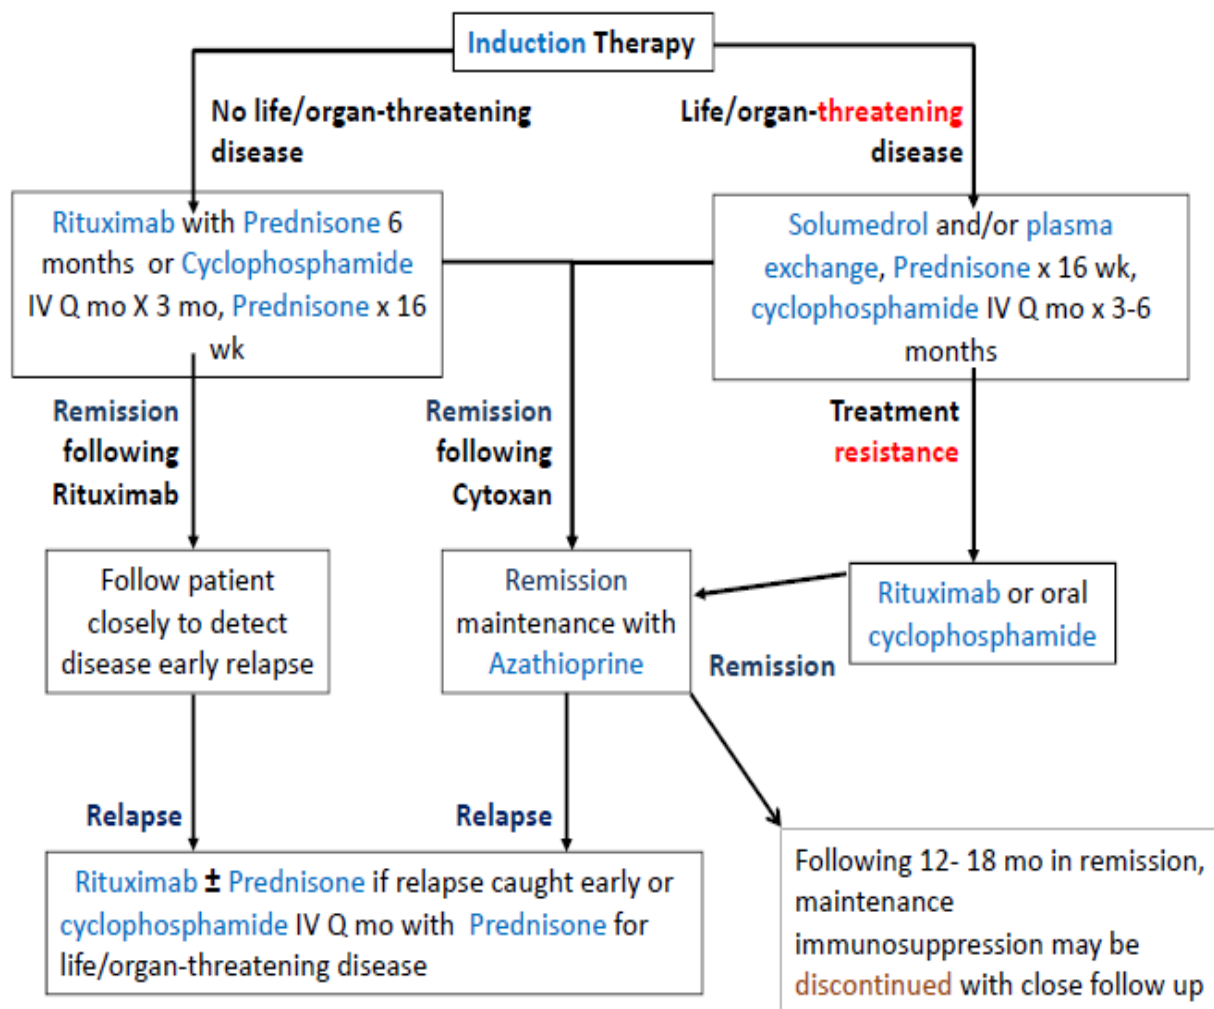 Induction Therapy
No life/organ-threatening
disease
Life/organ-threatening
disease
Rituximab with Prednisone 6
months or Cyclophosphamide
IV Q mo X 3 mo, Prednisone x 16
wk
Solumedrol and/or plasma
exchange, Prednisone x 16 wk,
cyclophosphamide IV Q mo x 3-6
months
Remission
following
Rituximab
Remission
following
Cytoxan
Treatment
resistance
Follow patient
closely to detect
disease early relapse
Remission
maintenance with
Azathioprine
Rituximab or oral
cyclophosphamide
Remission
Relapse
Relapse
Rituximab ± Prednisone if relapse caught early or
cyclophosphamide IV Q mo with Prednisone for
life/organ-threatening disease
Following 12- 18 mo in remission,
maintenance
immunosuppression may be
discontinued with close follow up